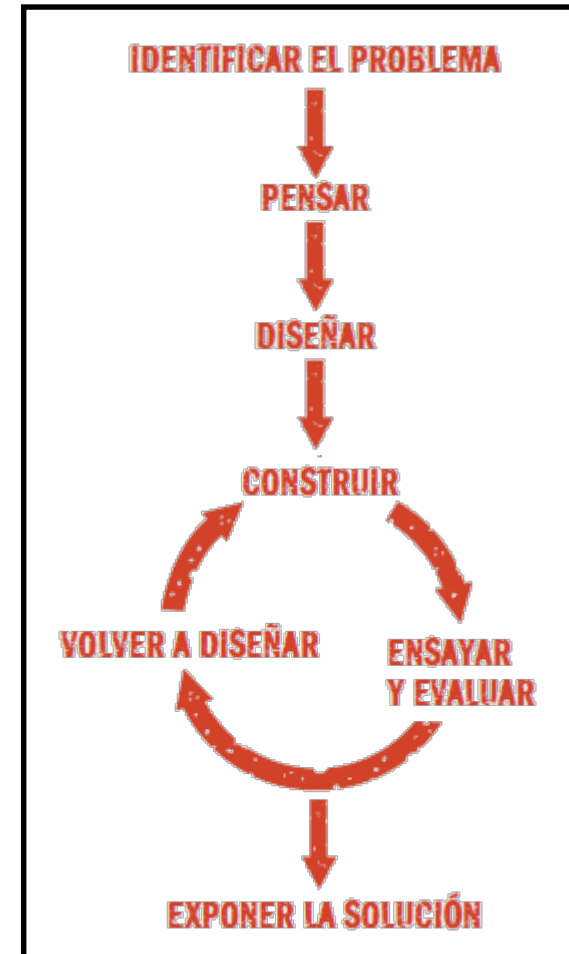 IDENTIFICAR EL PROBLEMA
PENSAR
DISEÑAR
CONSTRUIR
VOLVER A DISEÑAR
ENSAYAR
Y EVALUAR
EXPONER LA SOLUCIÓN